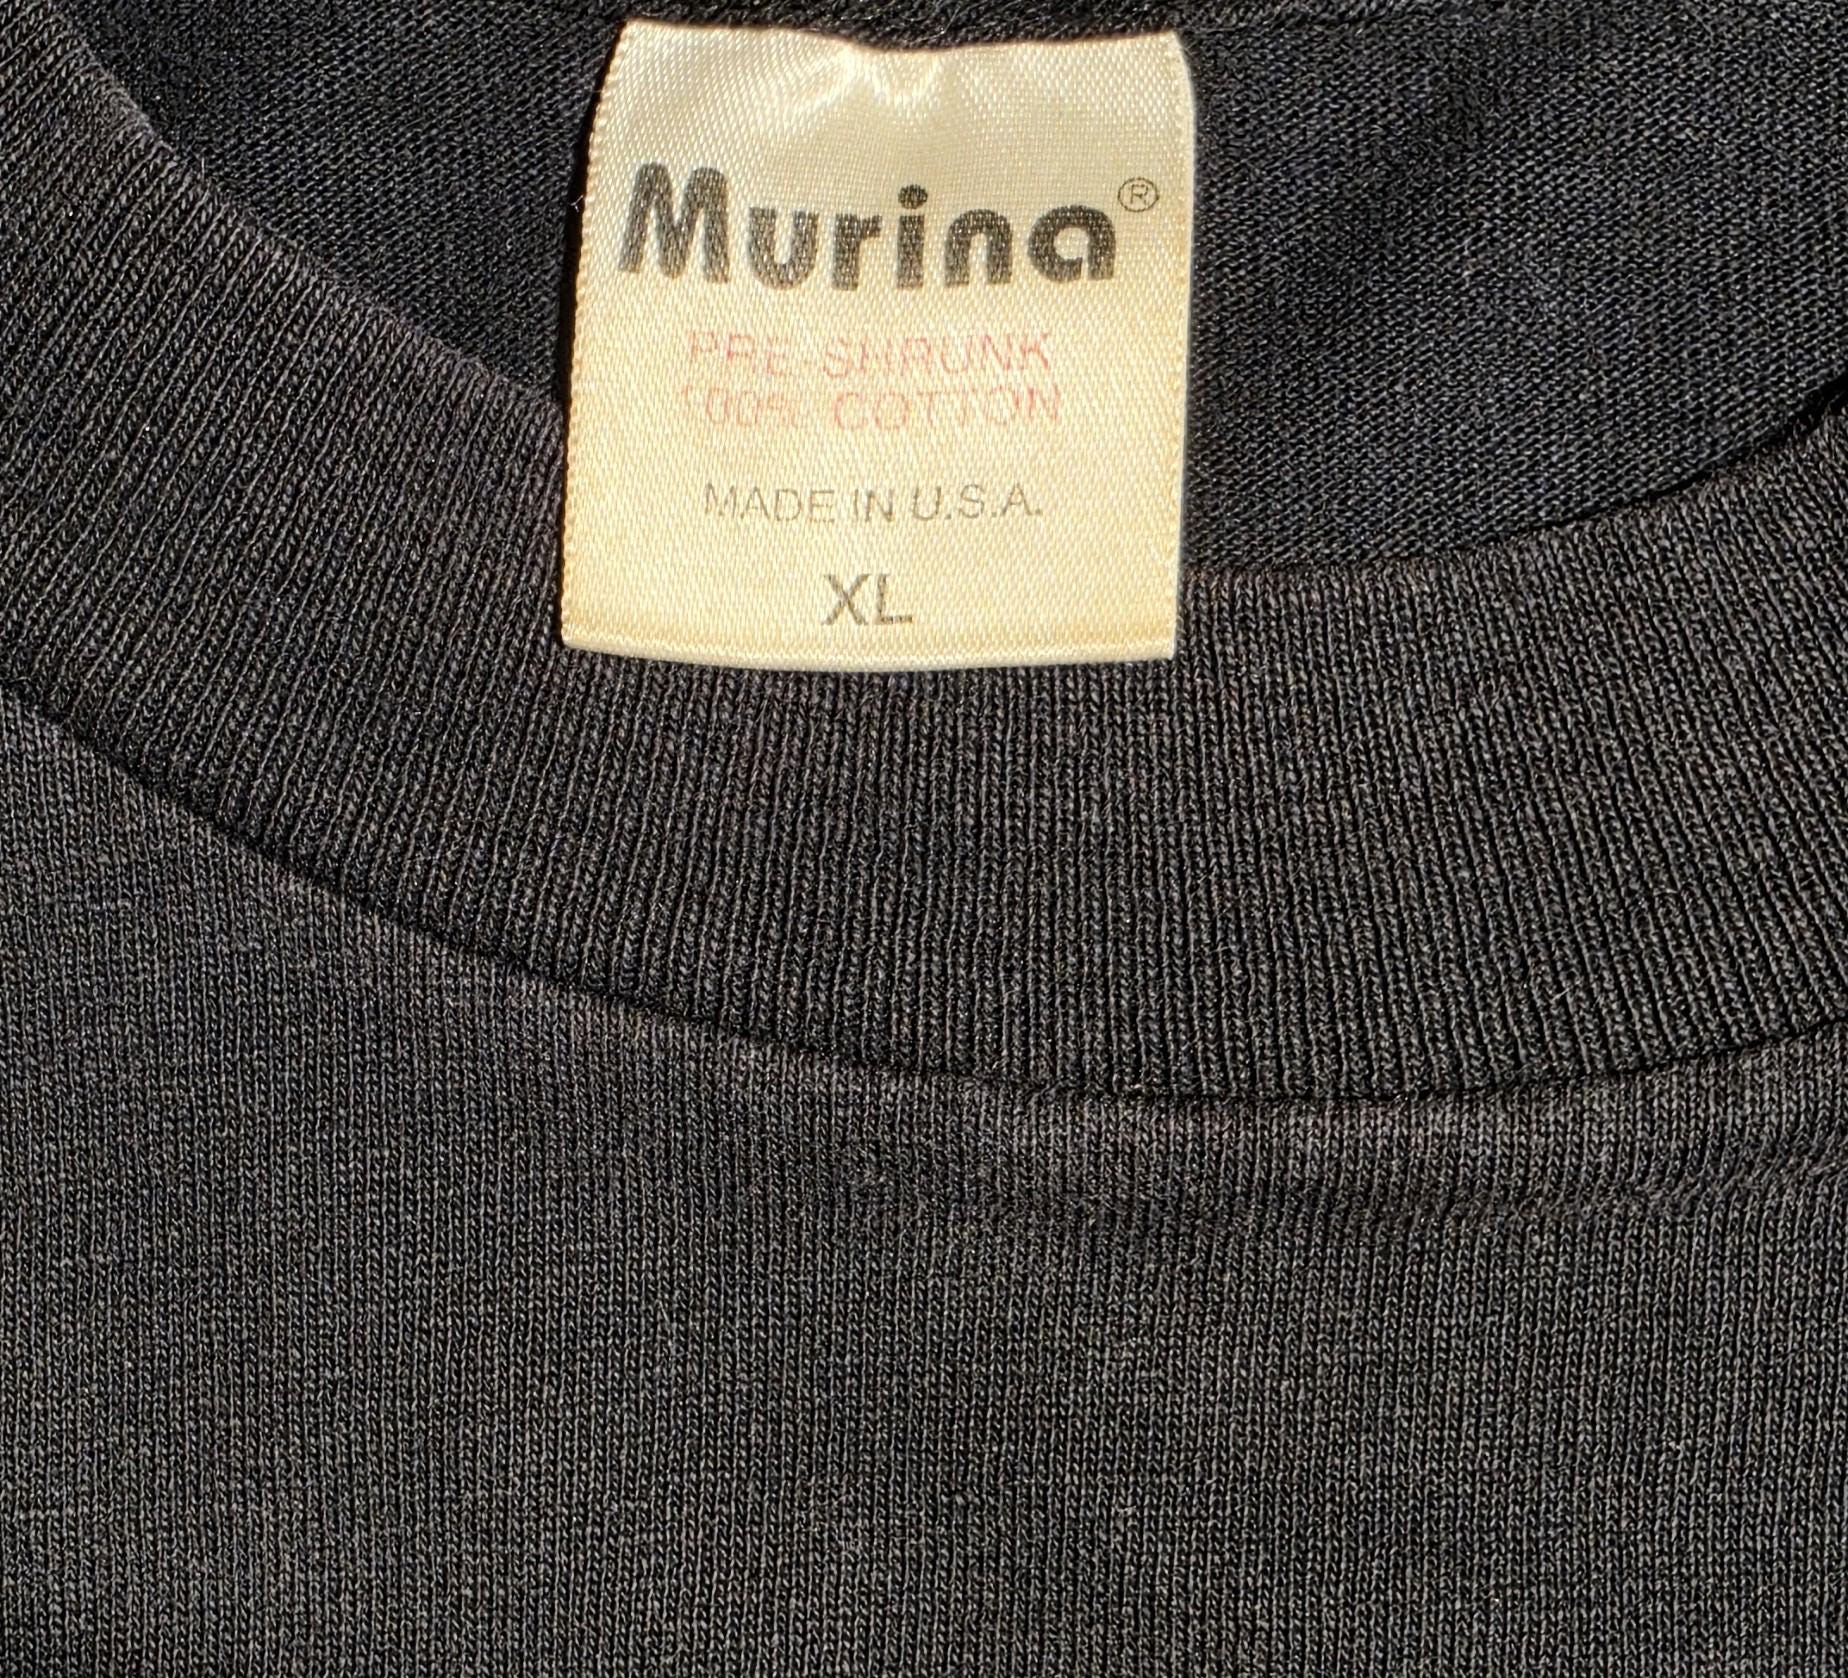 Murina®
PRE-SHRUNK
100% COTTON
MADE IN U.S.A.
XL